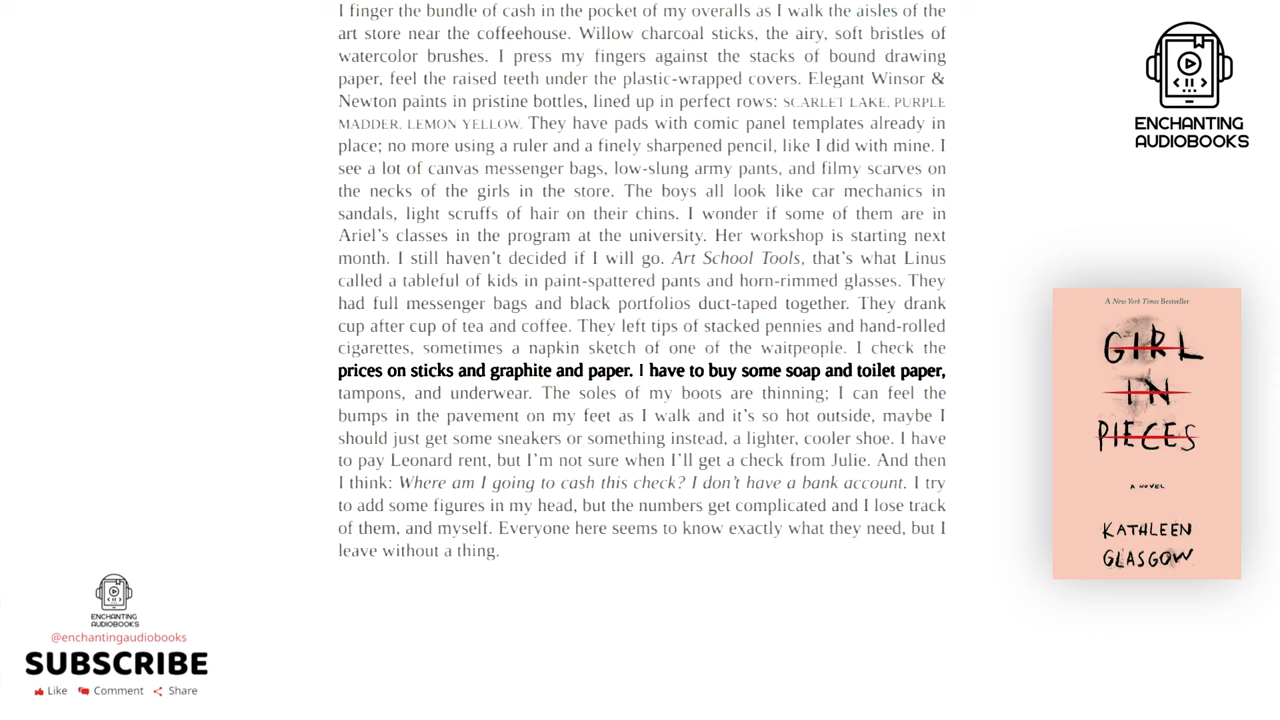 I finger the bundle of cash in the pocket of my overalls as I walk the aisles of the
art store near the coffeehouse. Willow charcoal sticks, the airy, soft bristles of
watercolor brushes. I press my fingers against the stacks of bound drawing
paper, feel the raised teeth under the plastic-wrapped covers. Elegant Winsor &
Newton paints in pristine bottles, lined up in perfect rows: SCARLET LAKE, PURPLE
MADDER, LEMON YELLOW. They have pads with comic panel templates already in
place; no more using a ruler and a finely sharpened pencil, like I did with mine. I
see a lot of canvas messenger bags, low-slung army pants, and filmy scarves on
the necks of the girls in the store. The boys all look like car mechanics in
sandals, light scruffs of hair on their chins. I wonder if some of them are in
Ariel's classes in the program at the university. Her workshop is starting next
month. I still haven't decided if I will go. Art School Tools, that's what Linus
called a tableful of kids in paint-spattered pants and horn-rimmed glasses. They
had full messenger bags and black portfolios duct-taped together. They drank
cup after cup of tea and coffee. They left tips of stacked pennies and hand-rolled
cigarettes, sometimes a napkin sketch of one of the waitpeople. I check the
prices on sticks and graphite and paper. I have to buy some soap and toilet paper,
tampons, and underwear. The soles of my boots are thinning; I can feel the
bumps in the pavement on my feet as I walk and it's so hot outside, maybe I
should just get some sneakers or something instead, a lighter, cooler shoe. I have
to pay Leonard rent, but I'm not sure when I'll get a check from Julie. And then
I think: Where am I going to cash this check? I don't have a bank account. I try
to add some figures in my head, but the numbers get complicated and I lose track
of them, and myself. Everyone here seems to know exactly what they need, but I
leave without a thing.
ENCHANTING
AUDIOBOOKS
A New York Times Bestseller
GIRL
IN
PIECES
A NOVEL
KATHLEEN
GLASGOW
ENCHANTING
AUDIOBOOKS
@enchantingaudiobooks
SUBSCRIBE
Like Comment Share